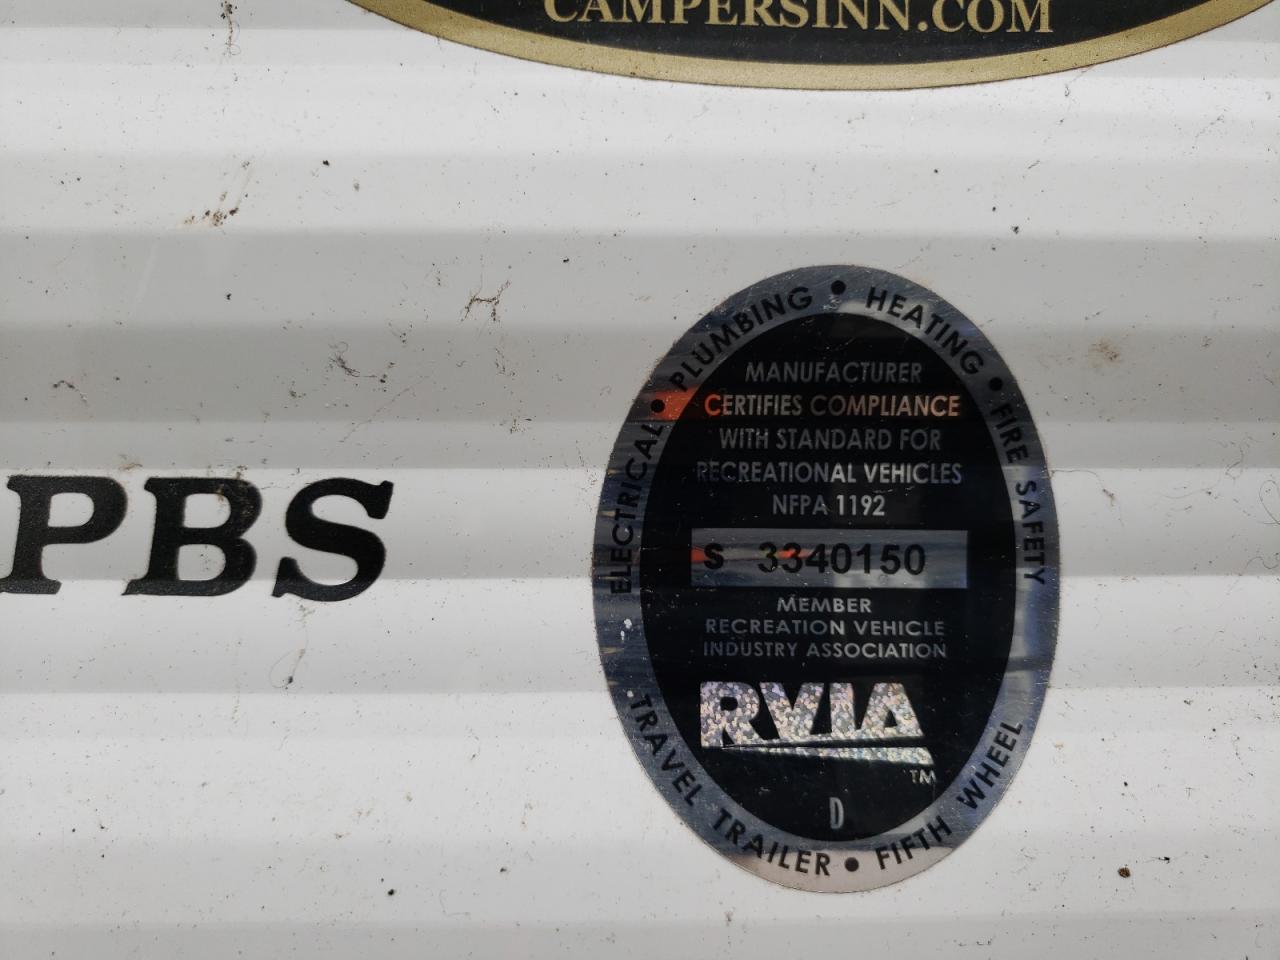 CAMPERSINN.COM
PBS
ELECTRICAL • PLUMBING • HEATING • FIRE SAFETY
MANUFACTURER
CERTIFIES COMPLIANCE
WITH STANDARD FOR
RECREATIONAL VEHICLES
NFPA 1192
S 3340150
MEMBER
RECREATION VEHICLE
INDUSTRY ASSOCIATION
RVIA
TM
D
TRAVEL TRAILER • FIFTH WHEEL